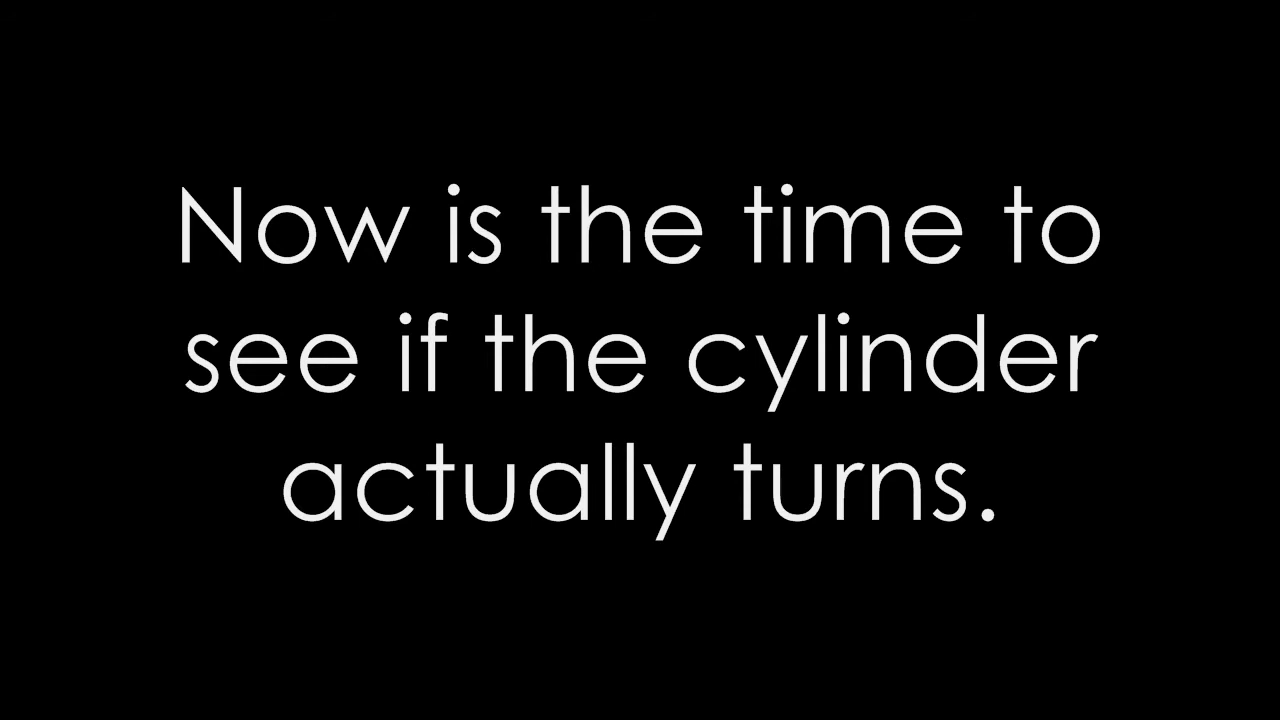 Now is the time to
see if the cylinder
actually turns.